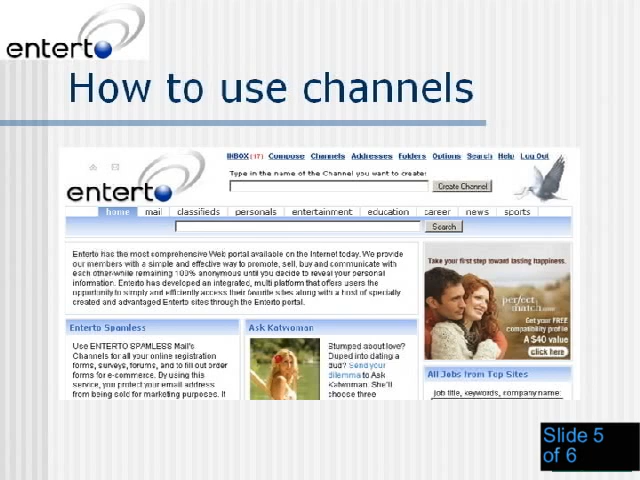 enterto
How to use channels
INBOX (17) Compose Channels Addresses Folders Options Search Help Log Out
Type in the name of the Channel you want to create:
Create Channel
enterto
home mail classifieds personals entertainment education career news sports
Search
Enterto has the most comprehensive Web portal available on the Internet today. We provide
our members with a simple and effective way to promote, sell, buy and communicate with
each other while remaining 100% anonymous until you decide to reveal your personal
information. Enterto has developed an integrated, multi platform that offers users the
opportunity to simply and efficiently access their favorite sites along with a host of specially
created and advanced Enterto sites through the Enterto portal.
Take your first step toward lasting happiness.
perfect
match.com
Get your FREE
compatibility profile
A $40 value
click here
Enterto Spamless
Use ENTERTO SPAMLESS Mail's
Channels for all your online registration
forms, surveys, forums, and to fill out order
forms for e-commerce. By using this
service, you protect your email address
from being sold for marketing purposes. It
Ask Katwoman
Stumped about love?
Duped into dating a
dud? Send your
dilemma to Ask
Katwoman. She'll
choose three
All Jobs from Top Sites
job title, keywords, company name:
Slide 5
of 6